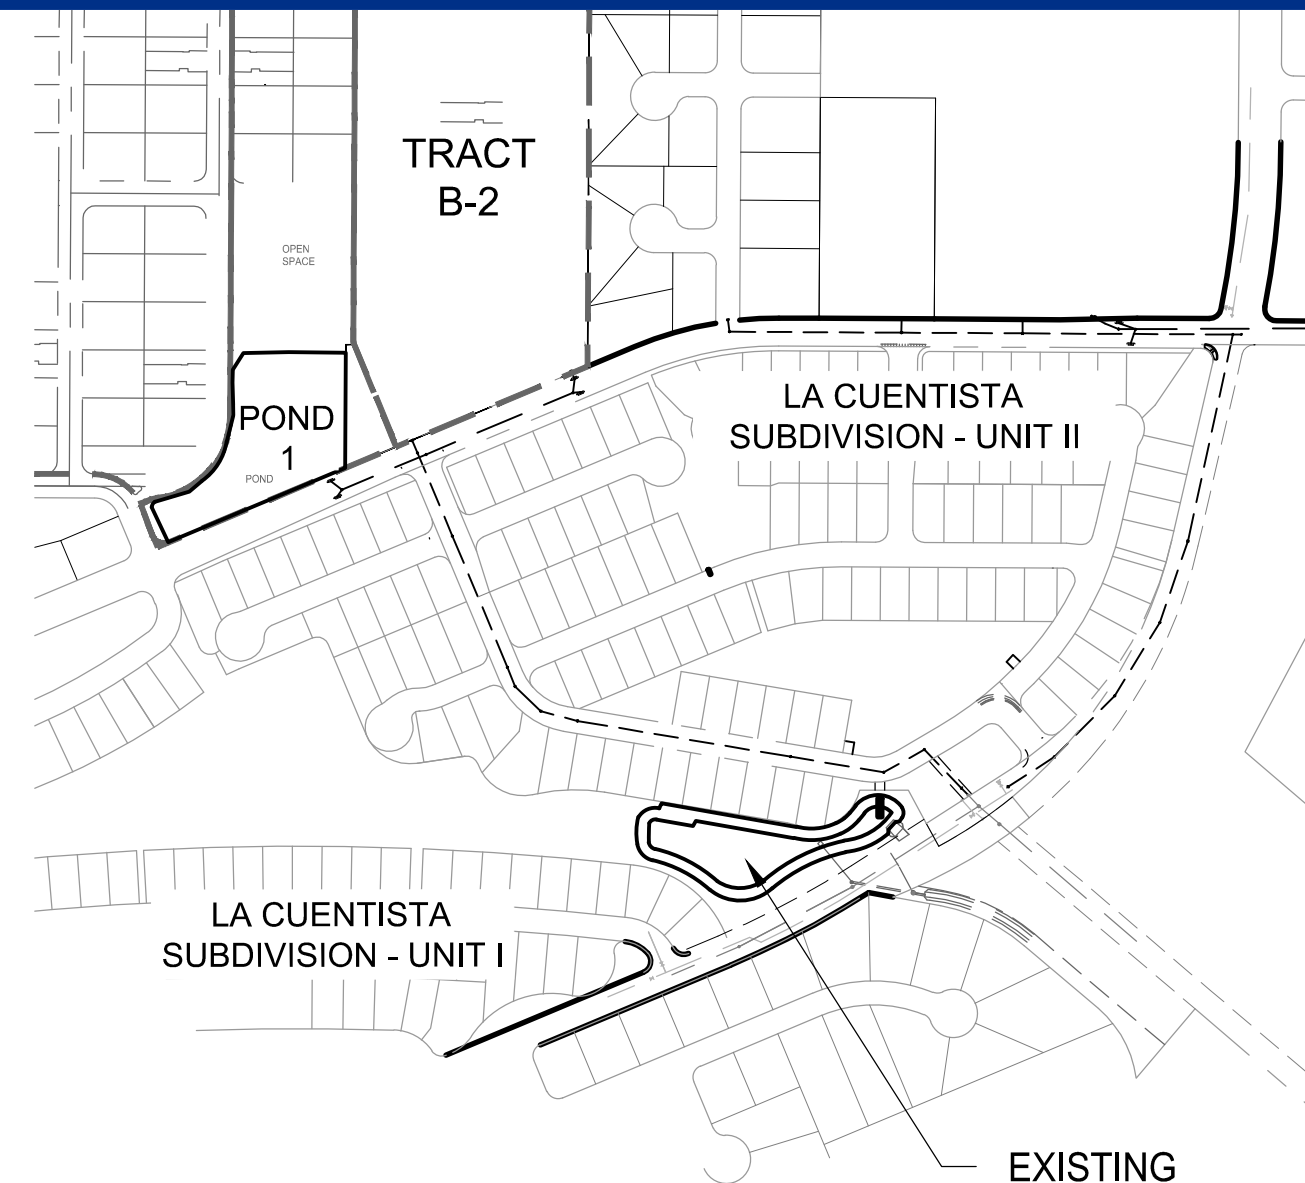 TRACT
B-2
OPEN
SPACE
POND
1
POND
LA CUENTISTA
SUBDIVISION - UNIT II
LA CUENTISTA
SUBDIVISION - UNIT I
EXISTING